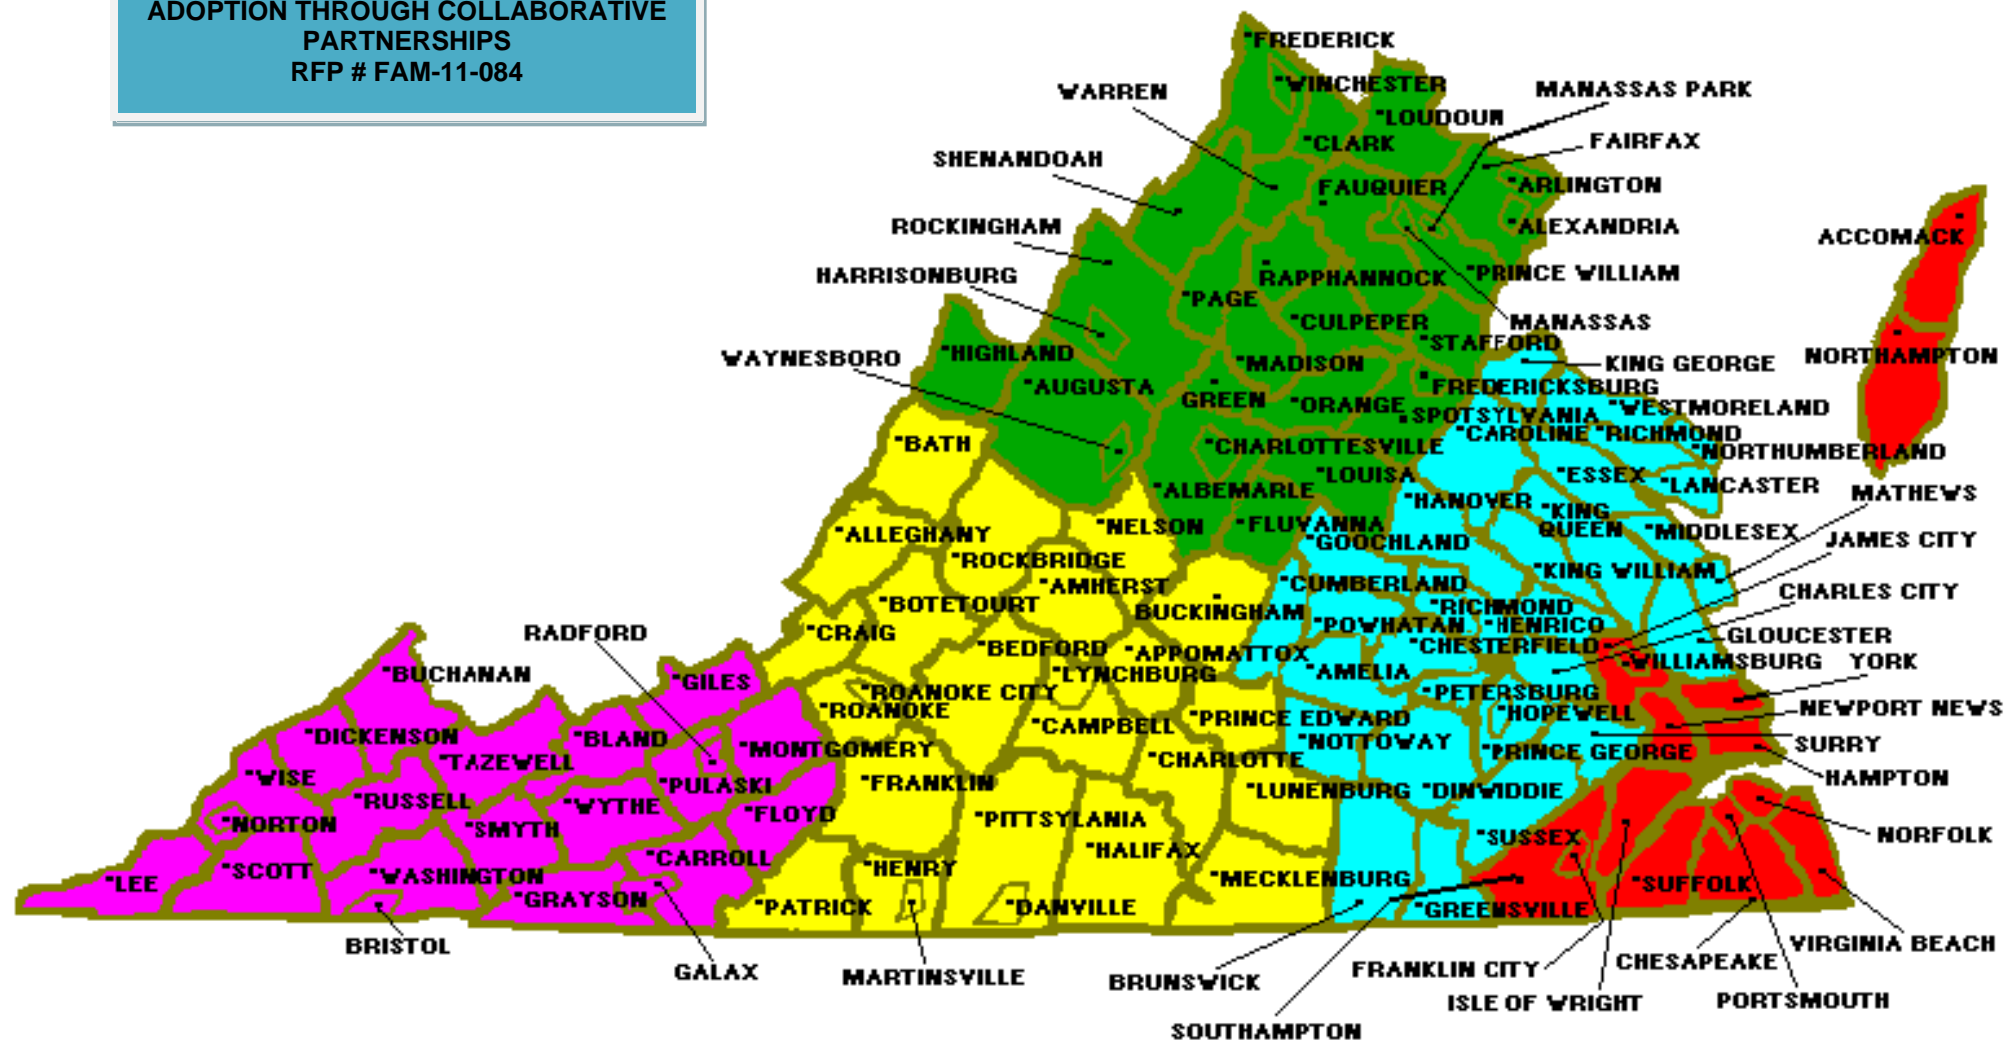 ADOPTION THROUGH COLLABORATIVE
PARTNERSHIPS
RFP # FAM-11-084
FREDERICK
WINCHESTER
WARREN
MANASSAS PARK
LOUDOUN
CLARK
FAIRFAX
SHENANDOAH
FAUQUIER
ARLINGTON
ROCKINGHAM
ALEXANDRIA
ACCOMACK
HARRISONBURG
RAPPHANNOCK
PRINCE WILLIAM
PAGE
CULPEPER
MANASSAS
STAFFORD
WAYNESBORO
HIGHLAND
MADISON
KING GEORGE
NORTHAMPTON
AUGUSTA
GREEN
ORANGE
FREDERICKSBURG
SPOTSYLVANIA
WESTMORELAND
BATH
CHARLOTTESVILLE
CAROLINE
RICHMOND
NORTHUMBERLAND
LOUISA
ESSEX
LANCASTER
MATHEWS
ALBEMARLE
HANOVER
KING
QUEEN
ALLEGHANY
NELSON
FLUVANNA
GOOCHLAND
MIDDLESEX
JAMES CITY
ROCKBRIDGE
AMHERST
CUMBERLAND
KING WILLIAM
CHARLES CITY
BOTETOURT
BUCKINGHAM
RICHMOND
POWHATAN
HENRICO
RADFORD
CRAIG
BEDFORD
APPOMATTOX
CHESTERFIELD
GLOUCESTER
WILLIAMSBURG
YORK
BUCHANAN
GILES
LYNCHBURG
AMELIA
ROANOKE CITY
PETERSBURG
ROANOKE
HOPEWELL
NEWPORT NEWS
DICKENSON
BLAND
MONTGOMERY
CAMPBELL
PRINCE EDWARD
NOTTOWAY
PRINCE GEORGE
SURRY
TAZEWELL
CHARLOTTE
WISE
PULASKI
FRANKLIN
LUNENBURG
DINWIDDIE
HAMPTON
RUSSELL
WYTHE
FLOYD
PITTSYLANIA
NORTON
SMYTH
SUSSEX
NORFOLK
CARROLL
HALIFAX
LEE
SCOTT
WASHINGTON
HENRY
MECKLENBURG
SUFFOLK
GRAYSON
PATRICK
DANVILLE
GREENSVILLE
BRISTOL
GALAX
MARTINSVILLE
BRUNSWICK
FRANKLIN CITY
CHESAPEAKE
VIRGINIA BEACH
ISLE OF WRIGHT
PORTSMOUTH
SOUTHAMPTON